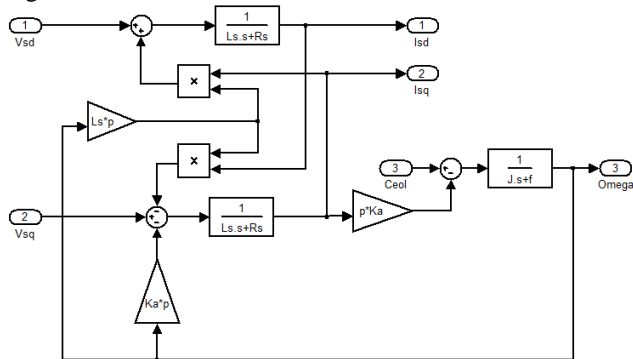 1
Vsd
1
Ls.s+Rs
1
Isd
2
Isq
×
Ls*p
×
3
Ceol
1
J.s+f
3
Omega
2
Vsq
1
Ls.s+Rs
p*Ka
Ka*p